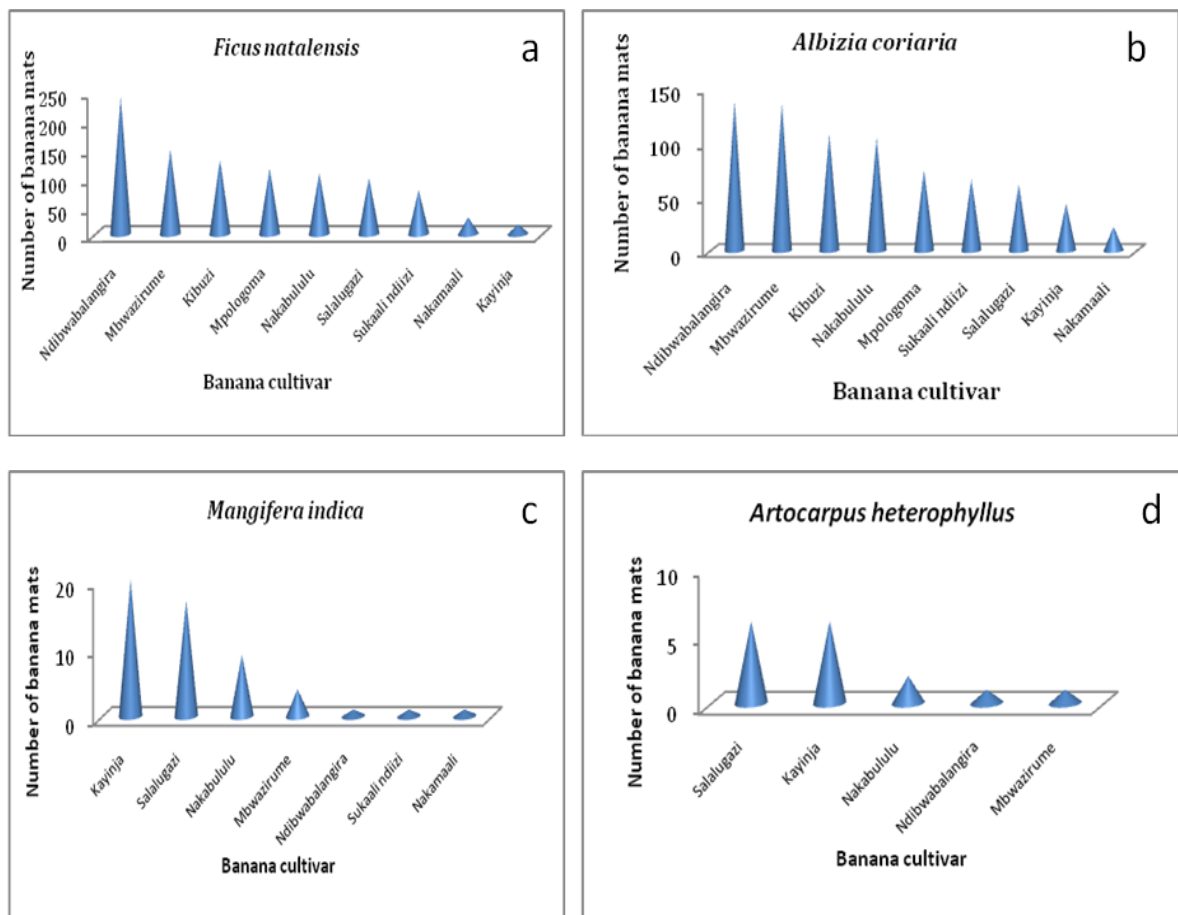 Ficus natalensis
a
Number of banana mats
250
200
150
100
50
0
Ndibwabalangira
Mbwazirume
Kibuzi
Mpologoma
Nakabululu
Salalugazi
Sukaali ndiizi
Nakamaali
Kayinja
Banana cultivar
Albizia coriaria
b
Number of banana mats
150
100
50
0
Ndibwabalangira
Mbwazirume
Kibuzi
Nakabululu
Mpologoma
Sukaali ndiizi
Salalugazi
Kayinja
Nakamaali
Banana cultivar
Mangifera indica
c
Number of banana mats
20
10
0
Kayinja
Salalugazi
Nakabululu
Mbwazirume
Ndibwabalangira
Sukaali ndiizi
Nakamaali
Banana cultivar
Artocarpus heterophyllus
d
Number of banana mats
10
5
0
Salalugazi
Kayinja
Nakabululu
Ndibwabalangira
Mbwazirume
Banana cultivar